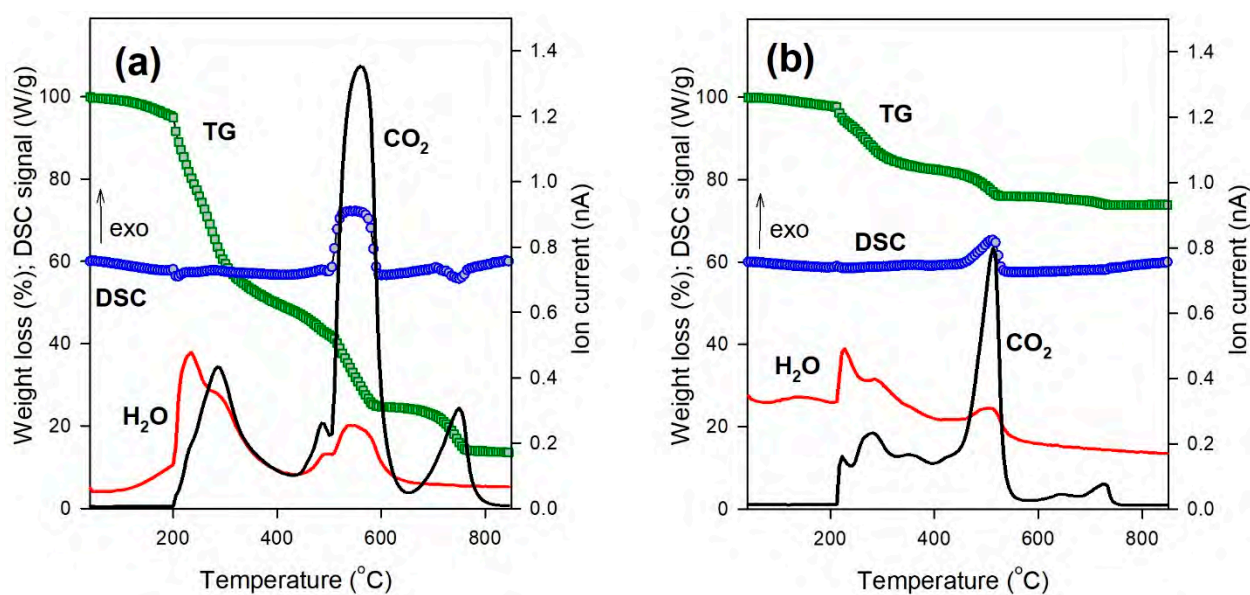 (a)
Weight loss (%); DSC signal (W/g)
100
80
60
40
20
0
TG
exo
DSC
H₂O
CO₂
1.4
1.2
1.0
0.8
0.6
0.4
0.2
0.0
Ion current (nA)
200
400
600
800
Temperature (°C)
(b)
Weight loss (%); DSC signal (W/g)
100
80
60
40
20
0
TG
exo
DSC
H₂O
CO₂
1.4
1.2
1.0
0.8
0.6
0.4
0.2
0.0
Ion current (nA)
200
400
600
800
Temperature (°C)